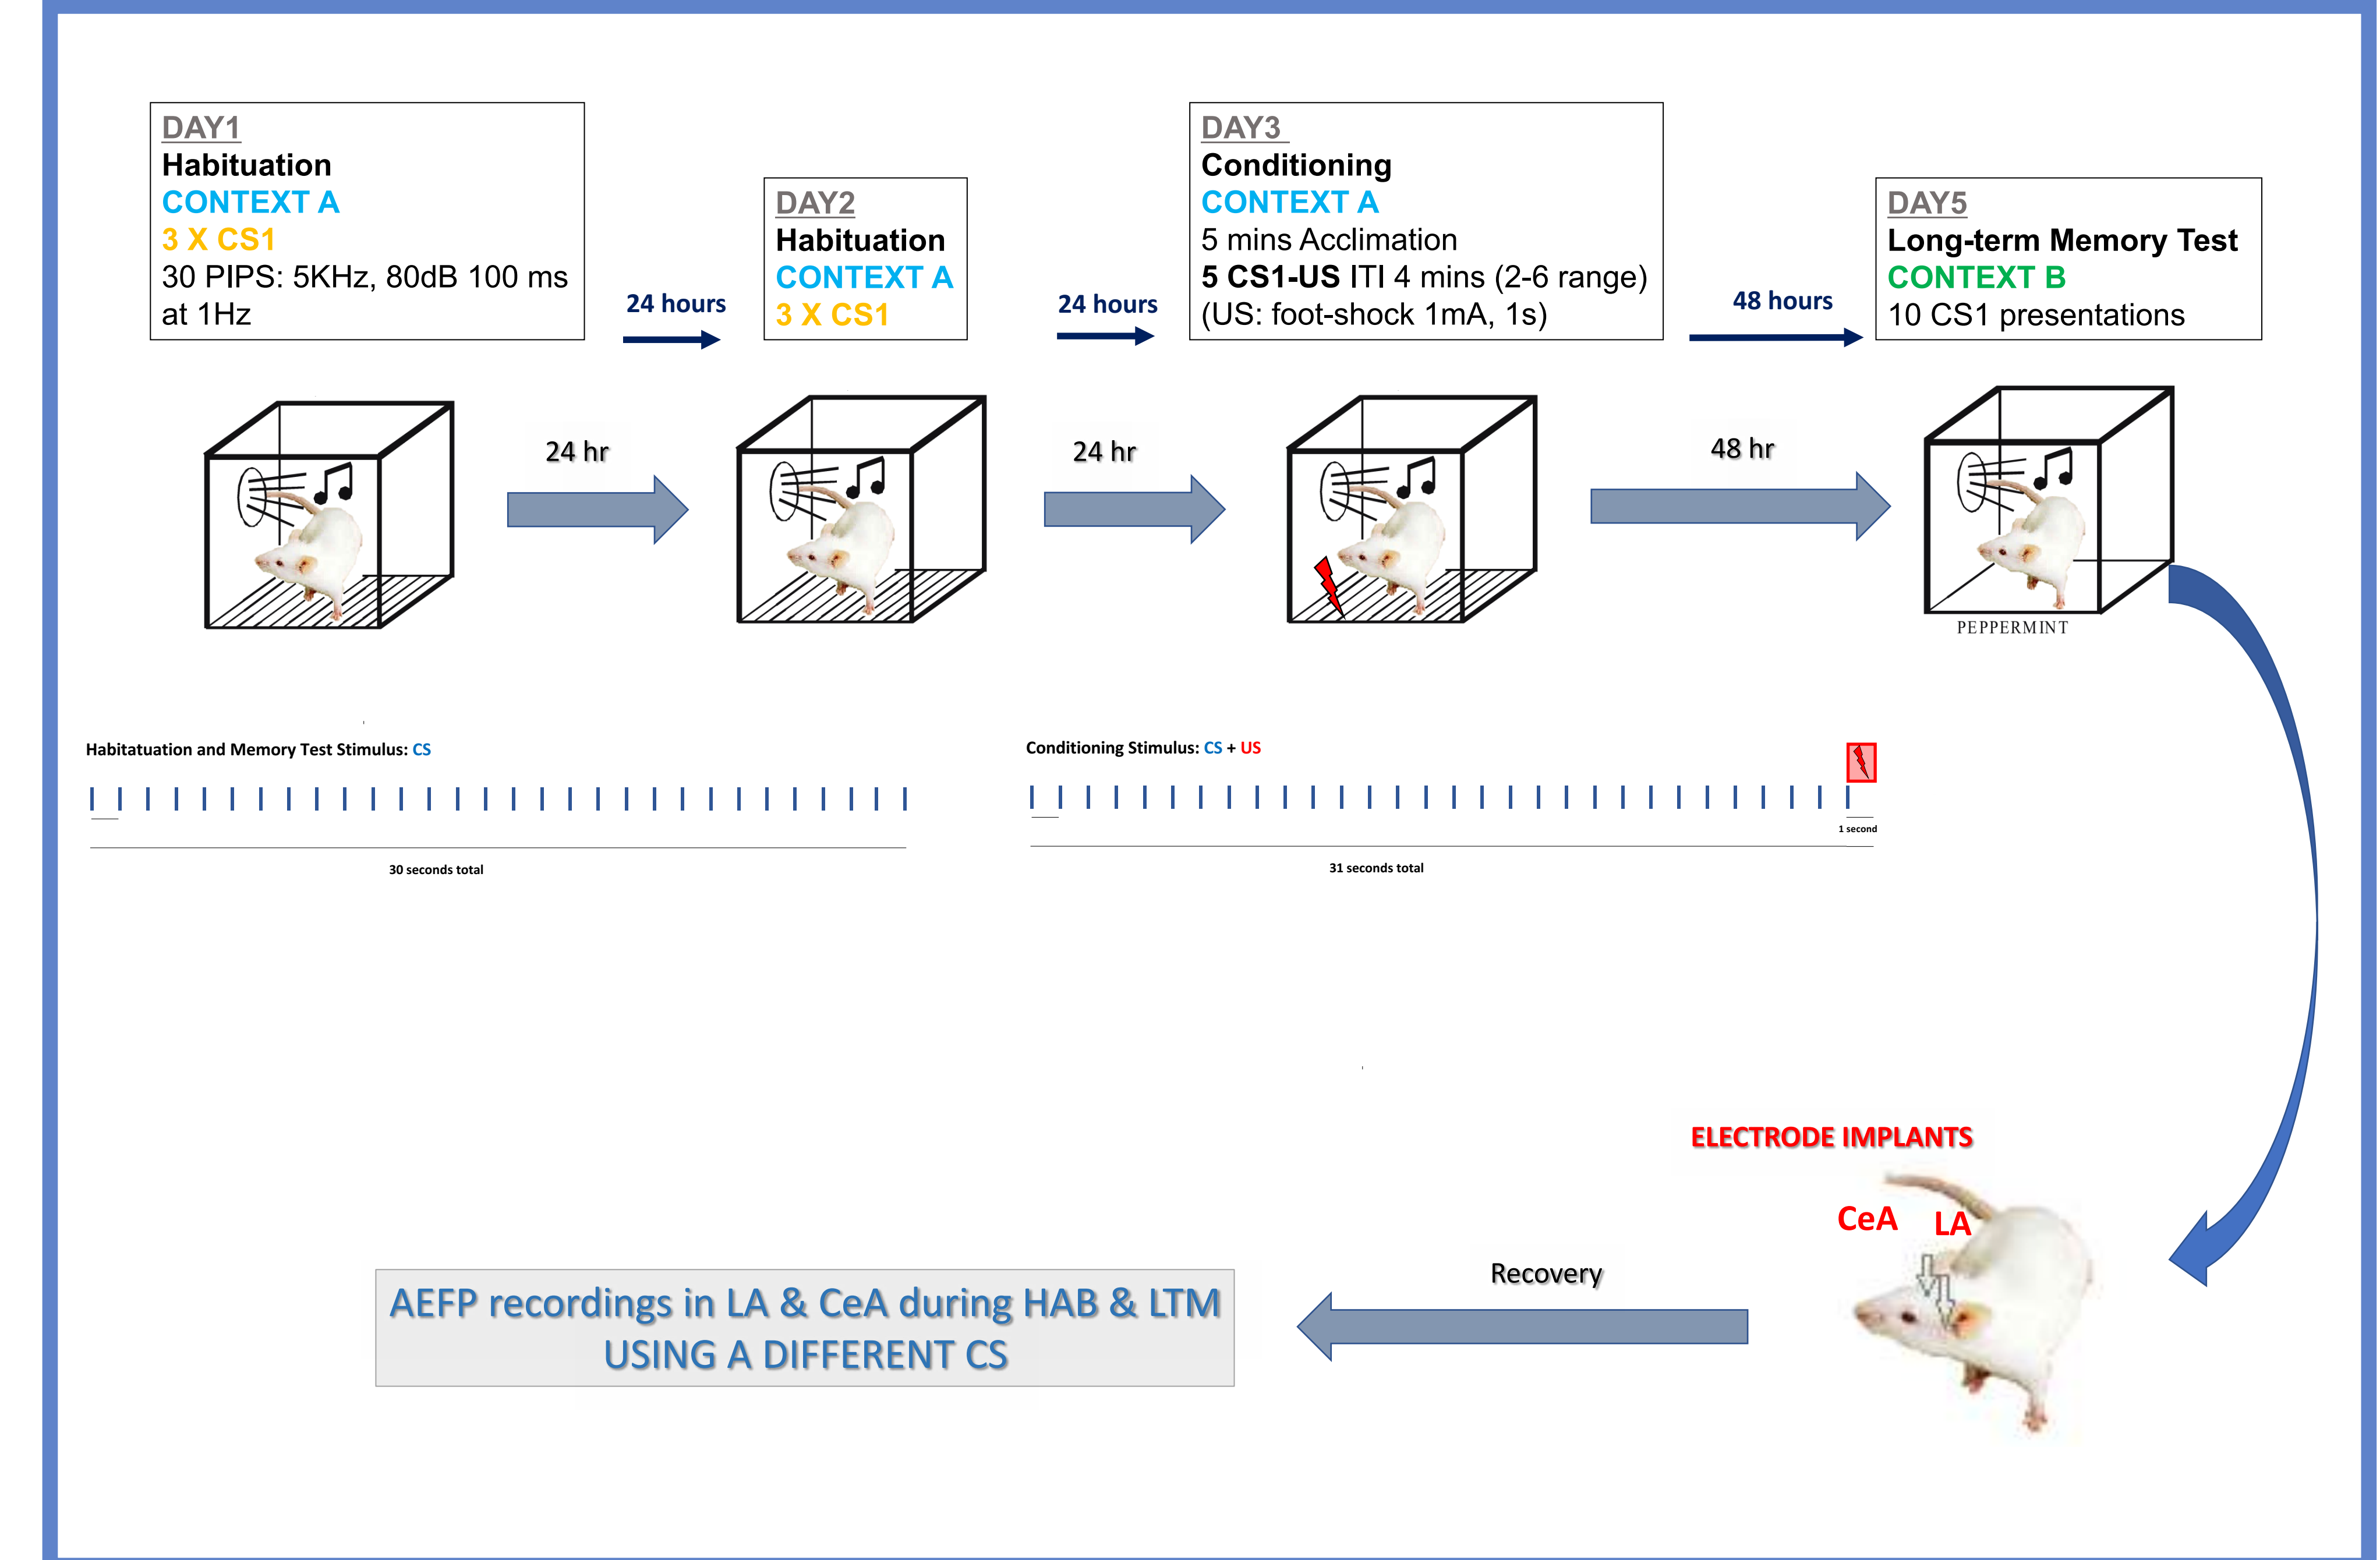 DAY1
Habituation
CONTEXT A
3 X CS1
30 PIPS: 5KHz, 80dB 100 ms
at 1Hz
24 hours
DAY2
Habituation
CONTEXT A
3 X CS1
24 hours
DAY3
Conditioning
CONTEXT A
5 mins Acclimation
5 CS1-US ITI 4 mins (2-6 range)
(US: foot-shock 1mA, 1s)
48 hours
DAY5
Long-term Memory Test
CONTEXT B
10 CS1 presentations
24 hr
24 hr
48 hr
PEPPERMINT
Habitatuation and Memory Test Stimulus: CS
30 seconds total
Conditioning Stimulus: CS + US
1 second
31 seconds total
ELECTRODE IMPLANTS
CeA LA
Recovery
AEFP recordings in LA & CeA during HAB & LTM
USING A DIFFERENT CS